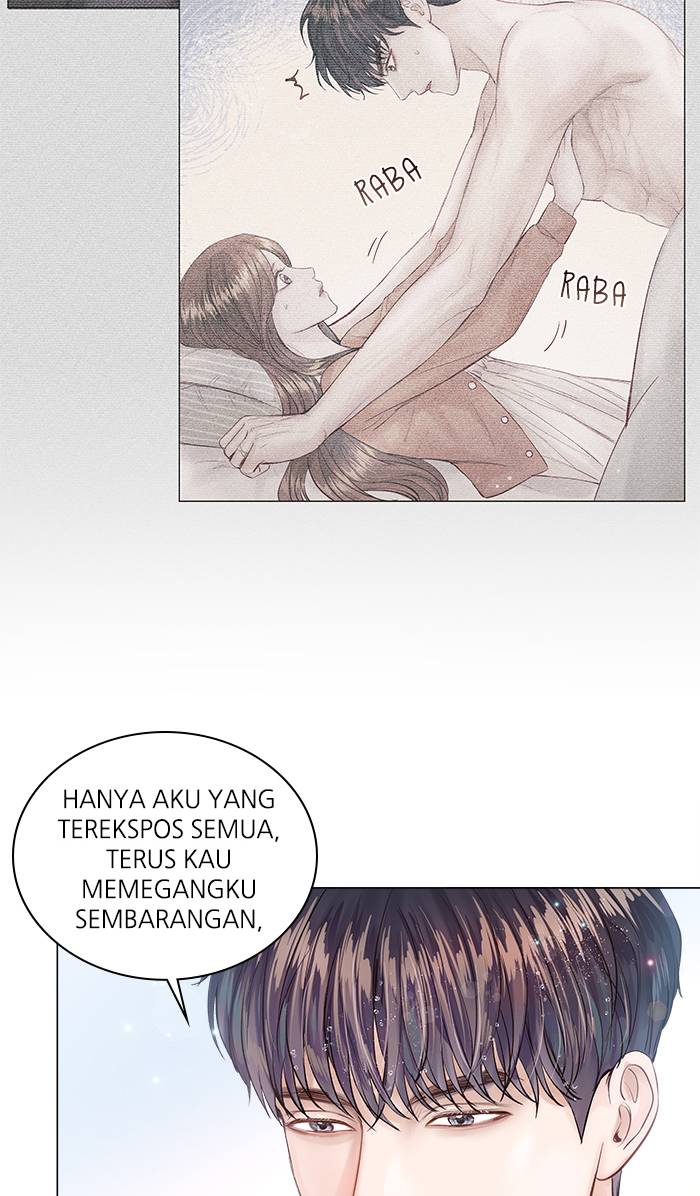 RABA
RABA
HANYA AKU YANG
TEREKSPOS SEMUA,
TERUS KAU
MEMEGANGKU
SEMBARANGAN,